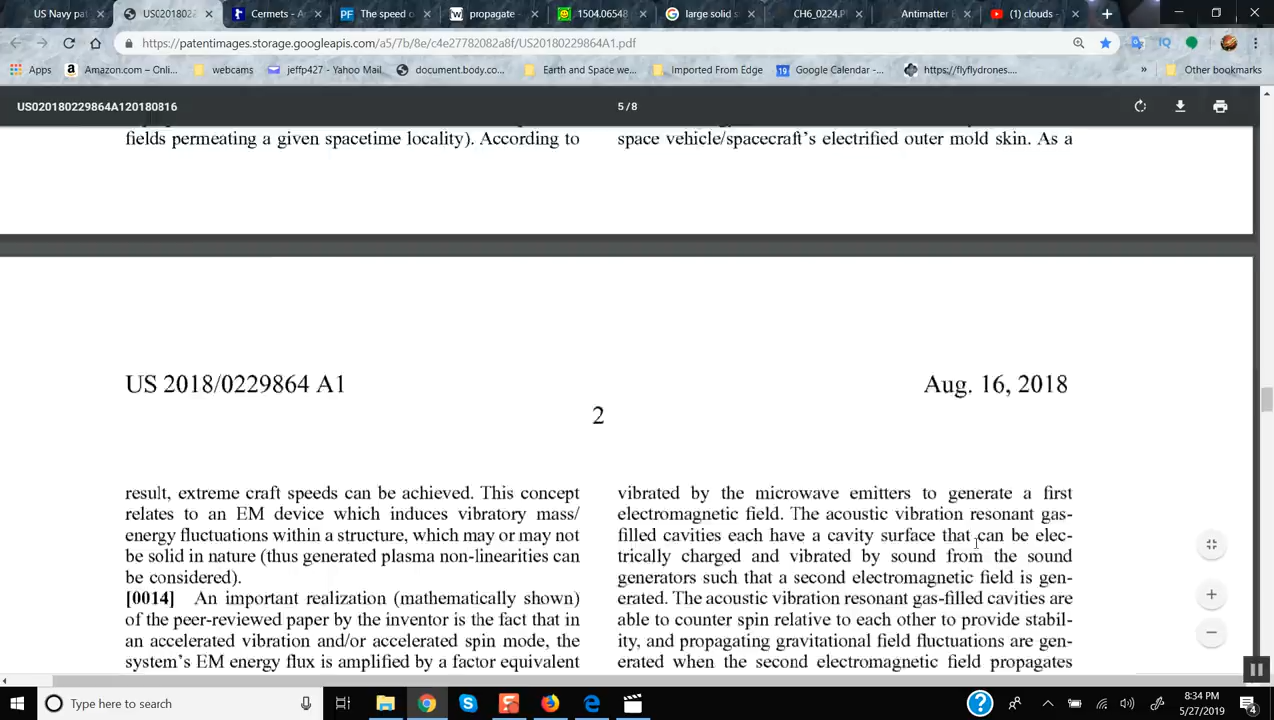 US Navy pat
US0201802
Cermets - A
The speed o
propagate -
1504.06548
large solid s
CH6_0224.P
Antimatter E
(1) clouds -
https://patentimages.storage.googleapis.com/a5/7b/8e/c4e27782082a8f/US20180229864A1.pdf
Apps
Amazon.com – Onli...
webcams
jeffp427 - Yahoo Mail
document.body.co...
Earth and Space we...
Imported From Edge
Google Calendar -...
https://flyflydrones....
»
Other bookmarks
US020180229864A120180816
5 / 8
fields permeating a given spacetime locality). According to
space vehicle/spacecraft's electrified outer mold skin. As a
US 2018/0229864 A1
Aug. 16, 2018
2
result, extreme craft speeds can be achieved. This concept
relates to an EM device which induces vibratory mass/
energy fluctuations within a structure, which may or may not
be solid in nature (thus generated plasma non-linearities can
be considered).
[0014] An important realization (mathematically shown)
of the peer-reviewed paper by the inventor is the fact that in
an accelerated vibration and/or accelerated spin mode, the
system's EM energy flux is amplified by a factor equivalent
vibrated by the microwave emitters to generate a first
electromagnetic field. The acoustic vibration resonant gas-
filled cavities each have a cavity surface that can be elec-
trically charged and vibrated by sound from the sound
generators such that a second electromagnetic field is gen-
erated. The acoustic vibration resonant gas-filled cavities are
able to counter spin relative to each other to provide stabil-
ity, and propagating gravitational field fluctuations are gen-
erated when the second electromagnetic field propagates
Type here to search
8:34 PM
5/27/2019